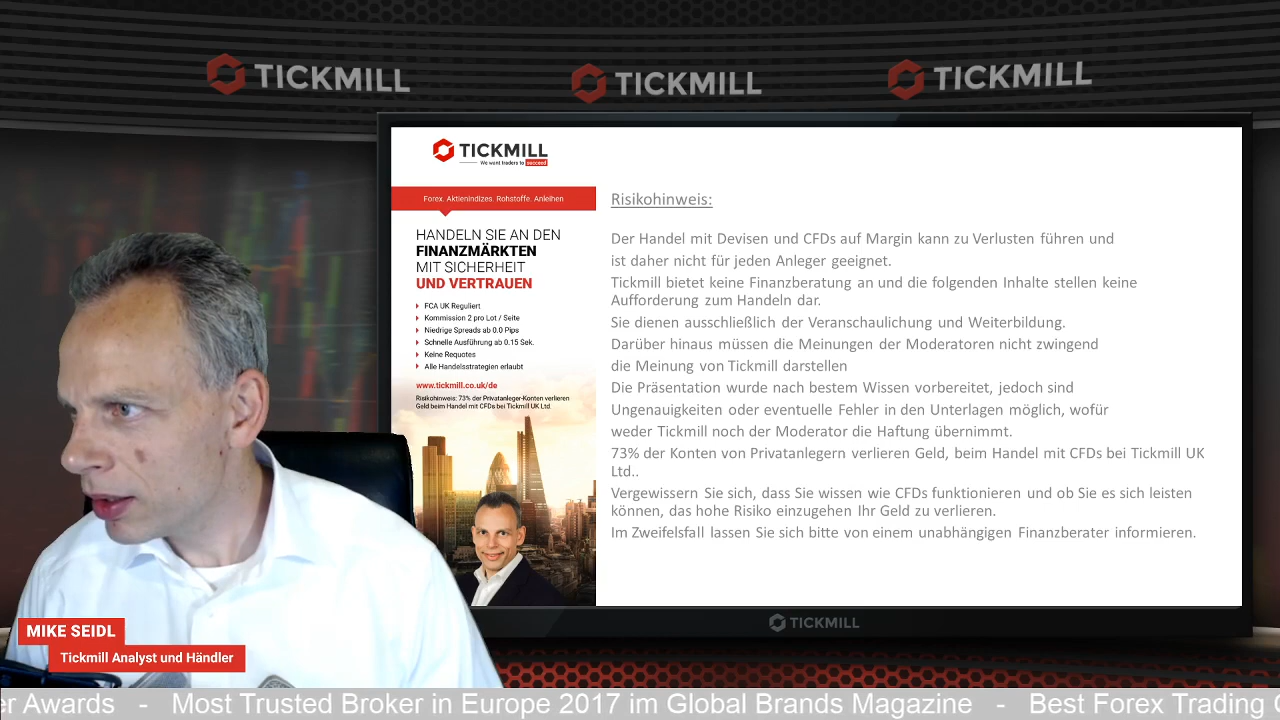 TICKMILL
TICKMILL
TICKMILL
TICKMILL
We want traders to succeed
Forex. Aktienindizes. Rohstoffe. Anleihen
HANDELN SIE AN DEN
FINANZMÄRKTEN
MIT SICHERHEIT
UND VERTRAUEN
FCA UK Reguliert
Kommission 2 pro Lot / Seite
Niedrige Spreads ab 0.0 Pips
Schnelle Ausführung ab 0.15 Sek.
Keine Requotes
Alle Handelsstrategien erlaubt
www.tickmill.co.uk/de
Risikohinweis: 73% der Privatanleger-Konten verlieren
Geld beim Handel mit CFDs bei Tickmill UK Ltd.
Risikohinweis:
Der Handel mit Devisen und CFDs auf Margin kann zu Verlusten führen und
ist daher nicht für jeden Anleger geeignet.
Tickmill bietet keine Finanzberatung an und die folgenden Inhalte stellen keine
Aufforderung zum Handeln dar.
Sie dienen ausschließlich der Veranschaulichung und Weiterbildung.
Darüber hinaus müssen die Meinungen der Moderatoren nicht zwingend
die Meinung von Tickmill darstellen
Die Präsentation wurde nach bestem Wissen vorbereitet, jedoch sind
Ungenauigkeiten oder eventuelle Fehler in den Unterlagen möglich, wofür
weder Tickmill noch der Moderator die Haftung übernimmt.
73% der Konten von Privatanlegern verlieren Geld, beim Handel mit CFDs bei Tickmill UK
Ltd..
Vergewissern Sie sich, dass Sie wissen wie CFDs funktionieren und ob Sie es sich leisten
können, das hohe Risiko einzugehen Ihr Geld zu verlieren.
Im Zweifelsfall lassen Sie sich bitte von einem unabhängigen Finanzberater informieren.
TICKMILL
MIKE SEIDL
Tickmill Analyst und Händler
er Awards - Most Trusted Broker in Europe 2017 im Global Brands Magazine - Best Forex Trading